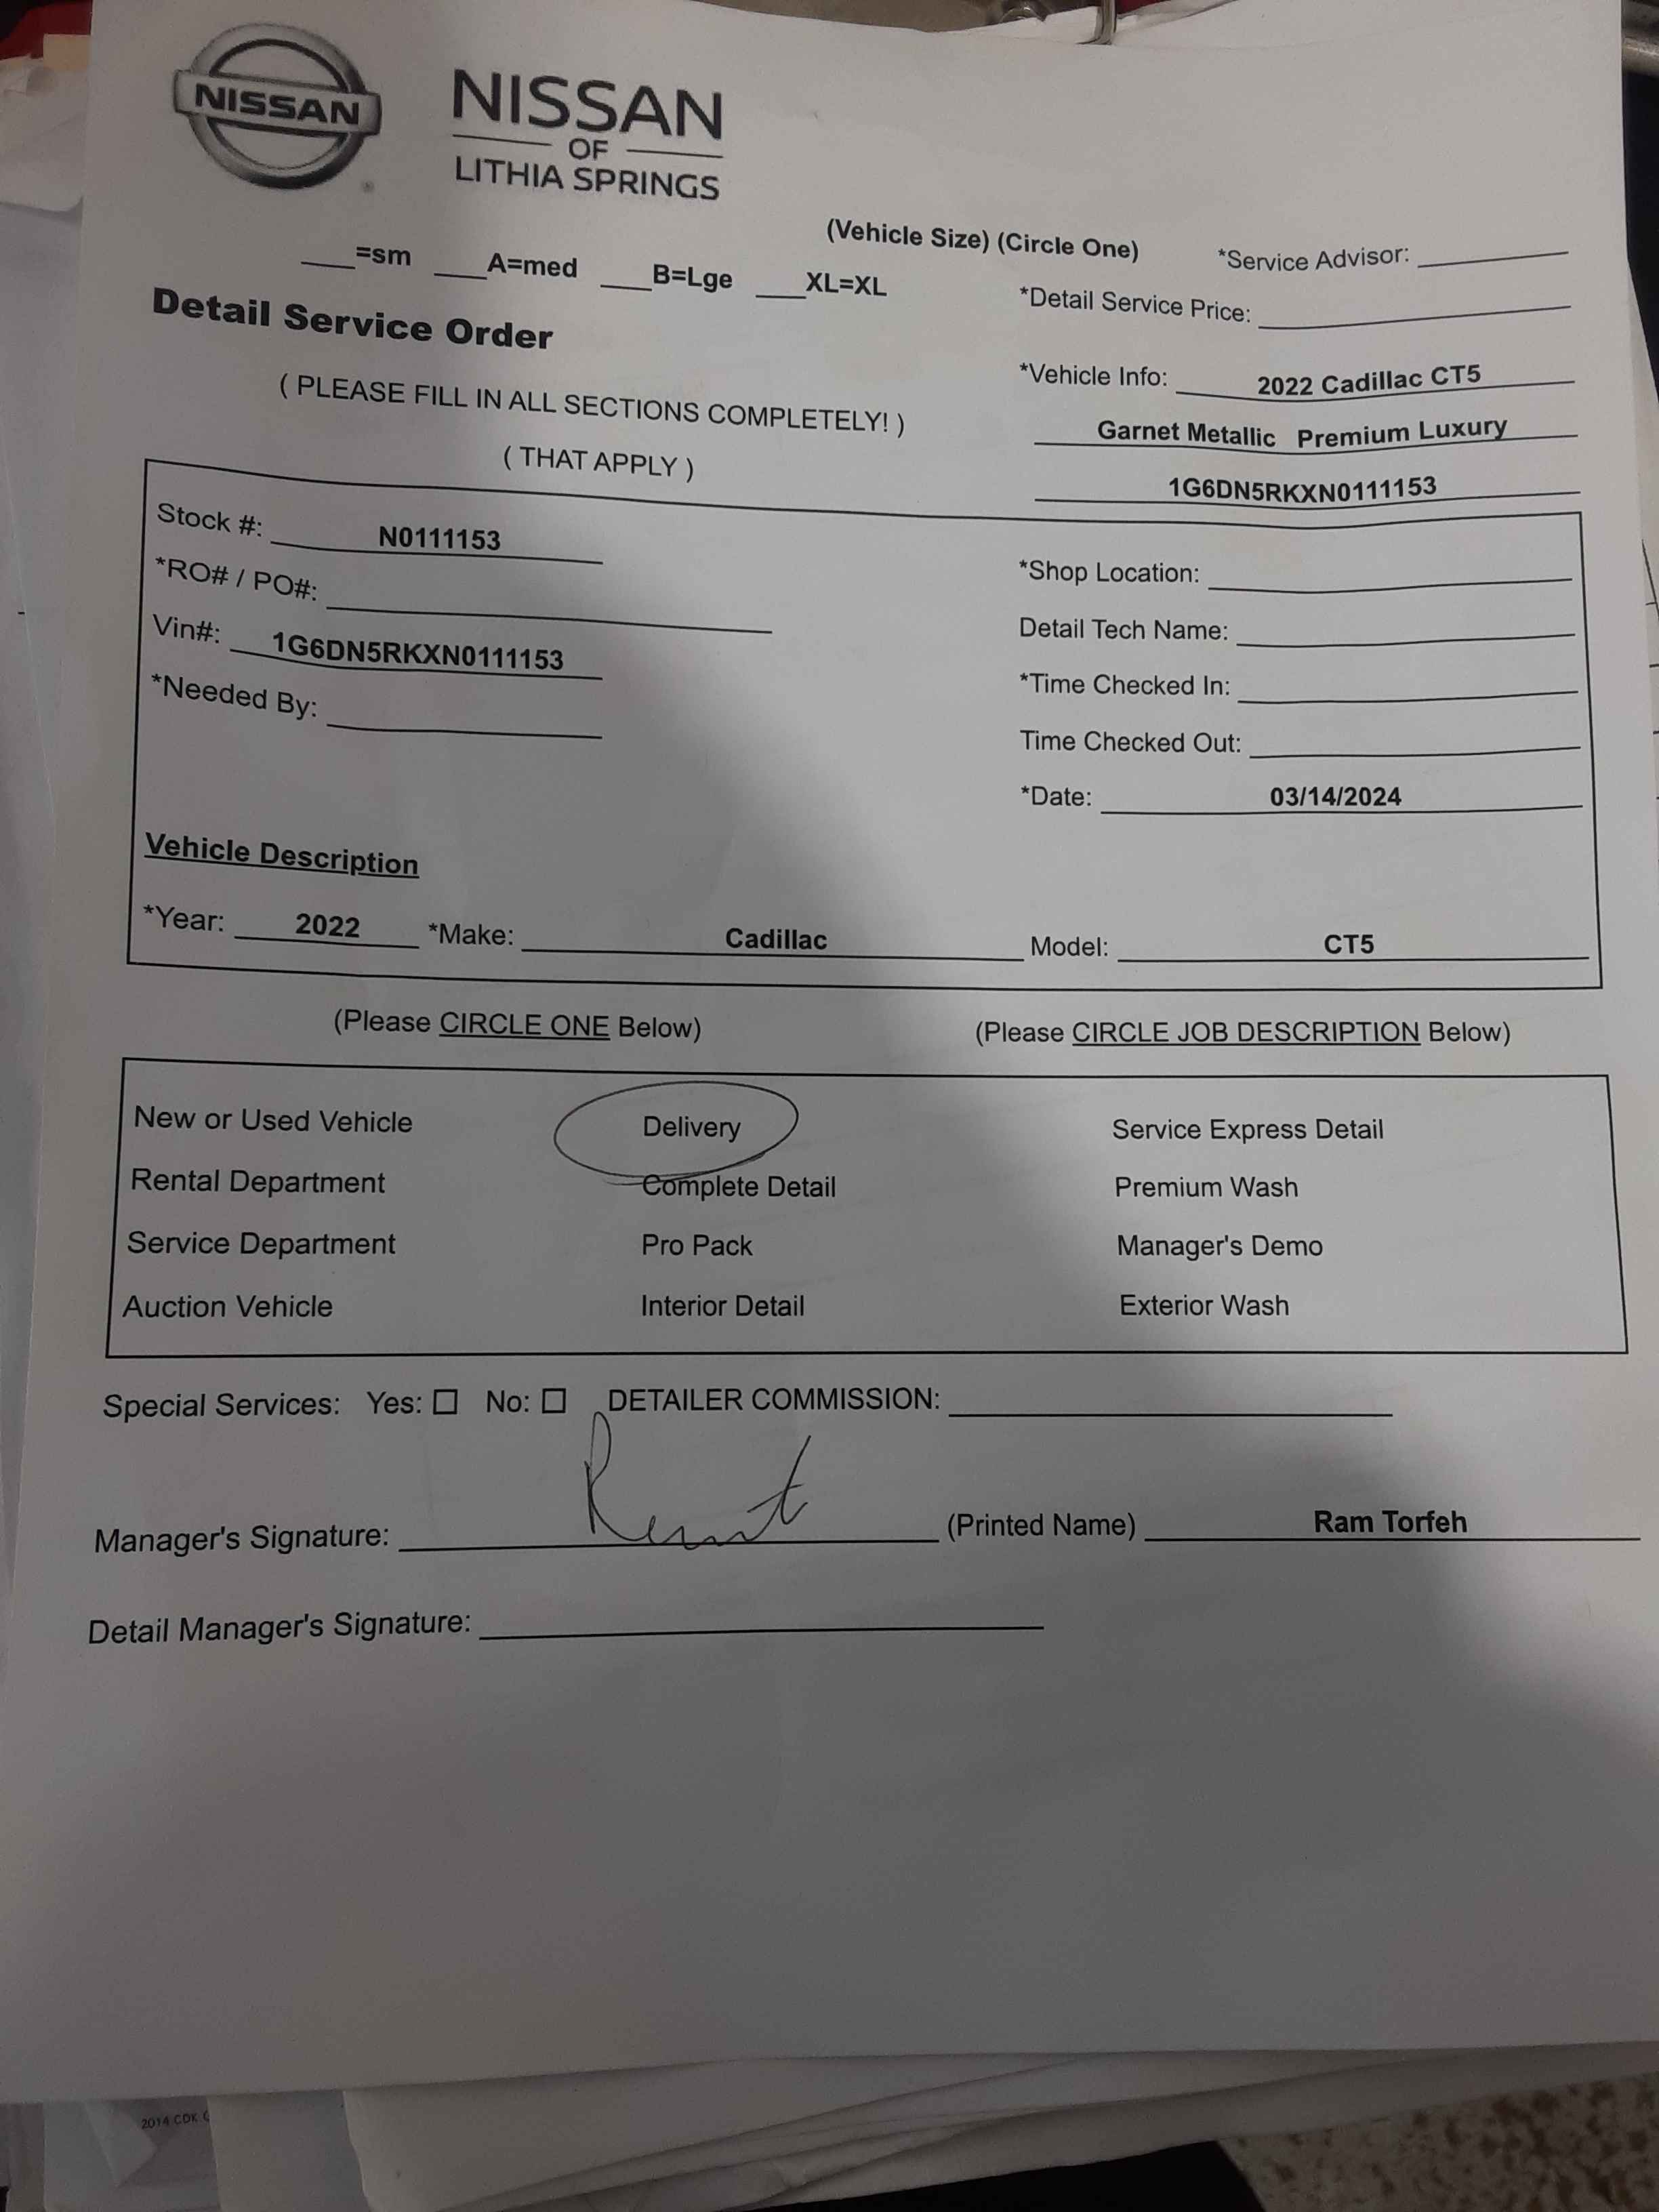 NISSAN
NISSAN
OF
LITHIA SPRINGS
(Vehicle Size) (Circle One)
___=sm ___A=med ___B=Lge ___XL=XL
*Service Advisor:
Detail Service Order
*Detail Service Price:
( PLEASE FILL IN ALL SECTIONS COMPLETELY! )
*Vehicle Info: 2022 Cadillac CT5
( THAT APPLY )
Garnet Metallic Premium Luxury
1G6DN5RKXN0111153
Stock #: N0111153
*Shop Location:
*RO# / PO#:
Detail Tech Name:
Vin#: 1G6DN5RKXN0111153
*Time Checked In:
*Needed By:
Time Checked Out:
*Date: 03/14/2024
Vehicle Description
*Year: 2022 *Make: Cadillac Model: CT5
(Please CIRCLE ONE Below) (Please CIRCLE JOB DESCRIPTION Below)
New or Used Vehicle Delivery Service Express Detail
Rental Department Complete Detail Premium Wash
Service Department Pro Pack Manager's Demo
Auction Vehicle Interior Detail Exterior Wash
Special Services: Yes: ☐ No: ☐ DETAILER COMMISSION:
Manager's Signature: (Printed Name) Ram Torfeh
Detail Manager's Signature:
2014 CDK G